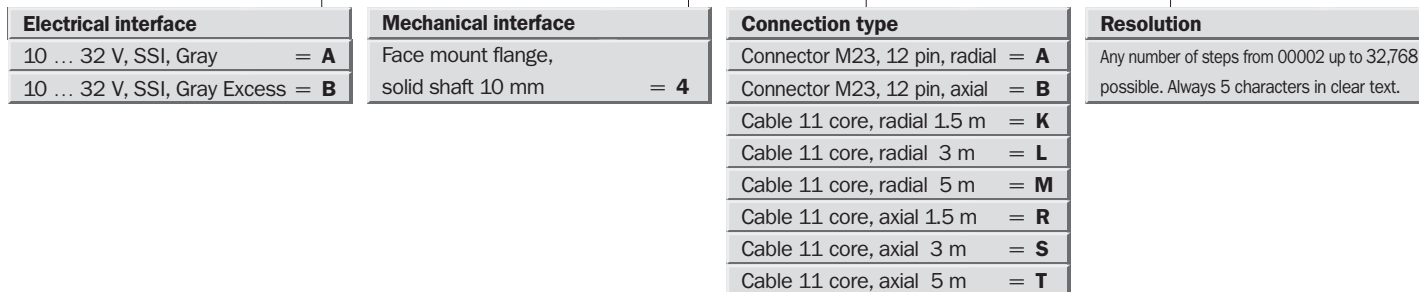 Electrical interface
10 … 32 V, SSI, Gray = A
10 … 32 V, SSI, Gray Excess = B
Mechanical interface
Face mount flange,
solid shaft 10 mm = 4
Connection type
Connector M23, 12 pin, radial = A
Connector M23, 12 pin, axial = B
Cable 11 core, radial 1.5 m = K
Cable 11 core, radial 3 m = L
Cable 11 core, radial 5 m = M
Cable 11 core, axial 1.5 m = R
Cable 11 core, axial 3 m = S
Cable 11 core, axial 5 m = T
Resolution
Any number of steps from 00002 up to 32,768
possible. Always 5 characters in clear text.